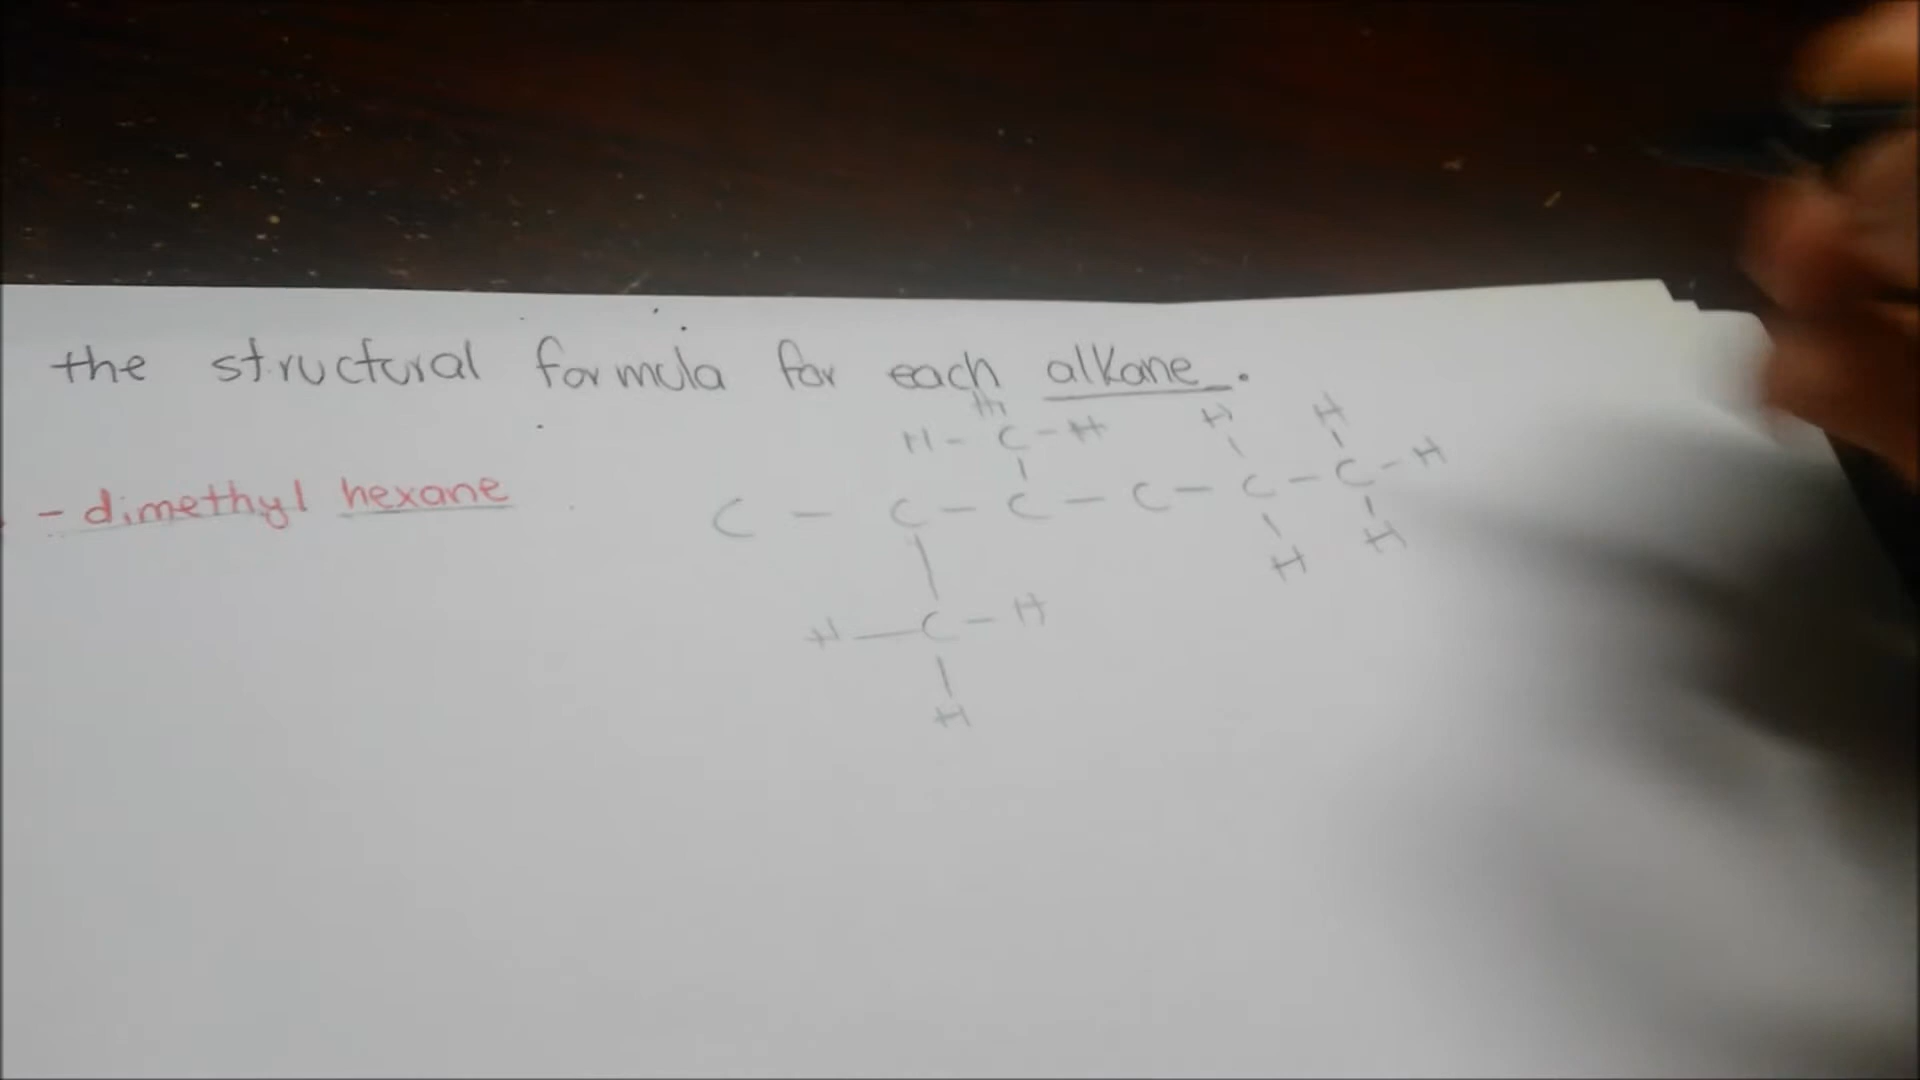 the structural formula for each alkane.
H
H - C - H H H
- dimethyl hexane C - C - C - C - C - C - H
H H
H - C - H
H